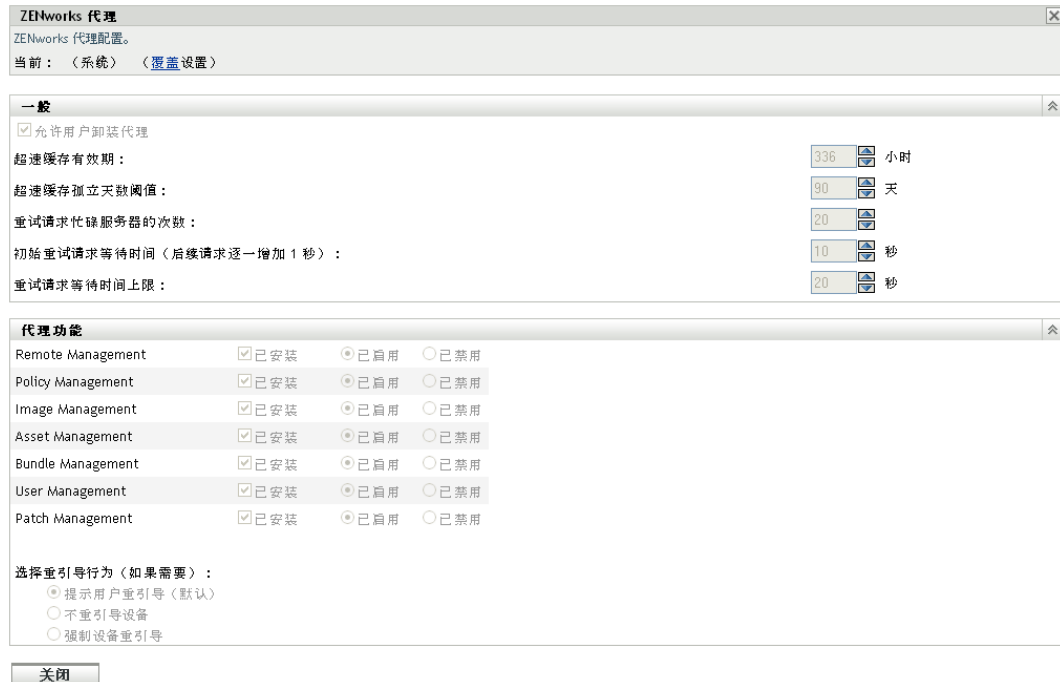 ZENworks 代理
ZENworks 代理配置。
当前： （系统） （覆盖设置）
一般
允许用户卸装代理
超速缓存有效期： 336 小时
超速缓存孤立天数阈值： 90 天
重试请求忙碌服务器的次数： 20
初始重试请求等待时间（后续请求逐一增加 1 秒）： 10 秒
重试请求等待时间上限： 20 秒
代理功能
Remote Management 已安装 已启用 已禁用
Policy Management 已安装 已启用 已禁用
Image Management 已安装 已启用 已禁用
Asset Management 已安装 已启用 已禁用
Bundle Management 已安装 已启用 已禁用
User Management 已安装 已启用 已禁用
Patch Management 已安装 已启用 已禁用
选择重引导行为（如果需要）：
提示用户重引导（默认）
不重引导设备
强制设备重引导
关闭